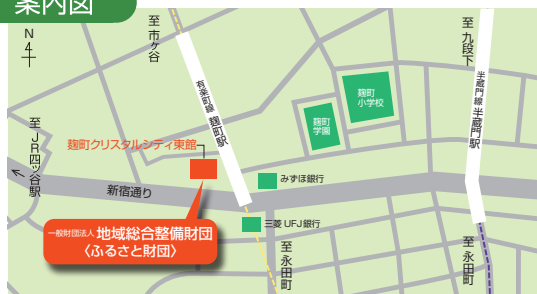 案内図
N
至市ケ谷
至九段下
有楽町線 麹町駅
半蔵門線 半蔵門駅
麹町
小学校
麹町
学園
至JR四ツ谷駅
麹町クリスタルシティ東館
みずほ銀行
新宿通り
三菱UFJ銀行
一般財団法人 地域総合整備財団
〈ふるさと財団〉
至永田町
至永田町